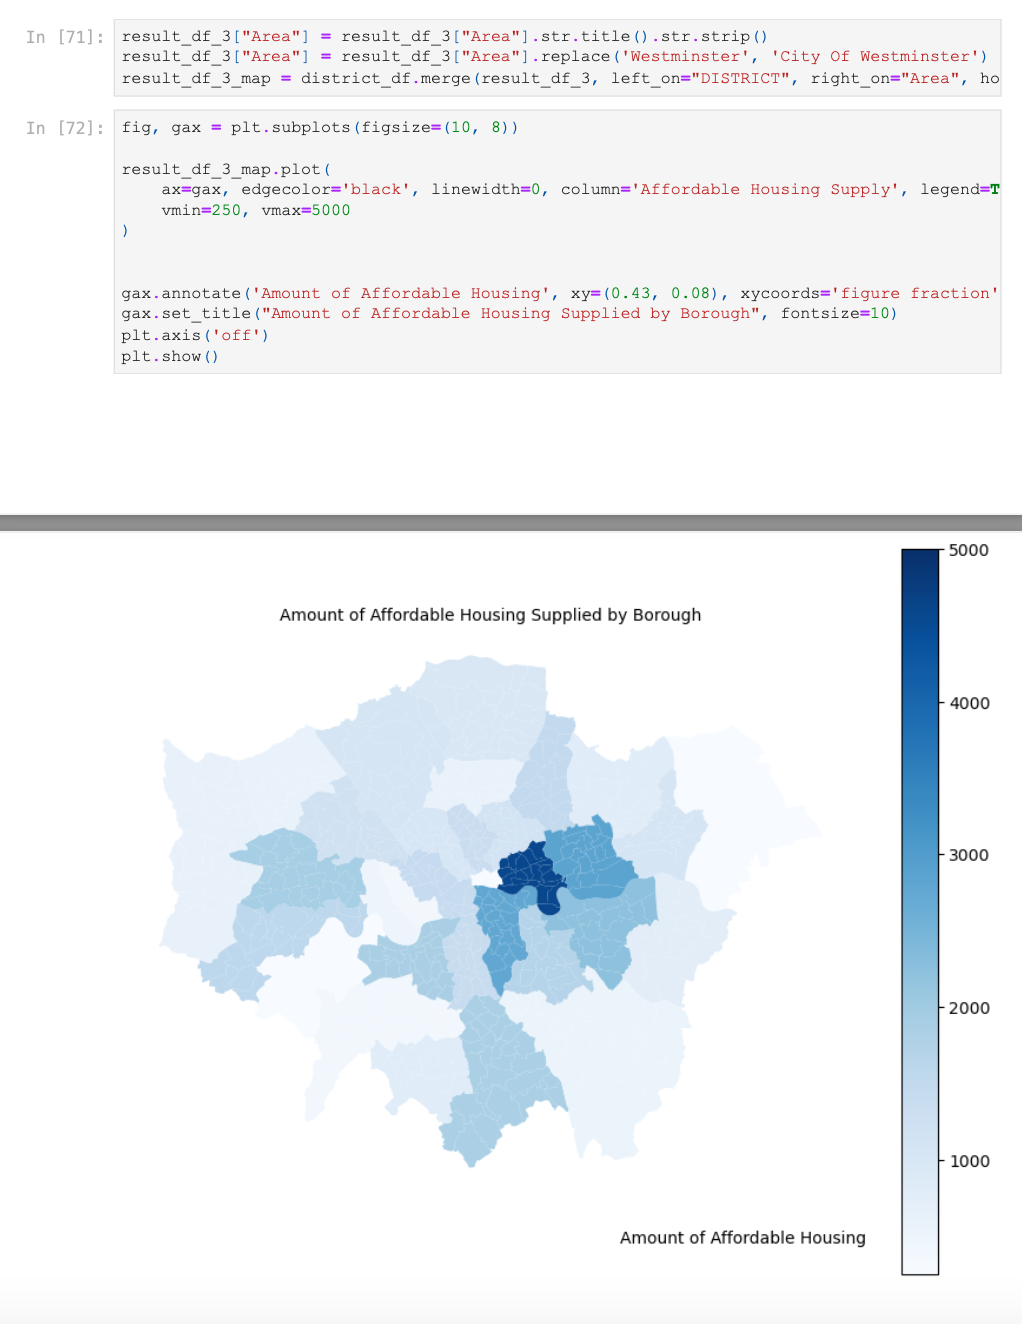 In [71]:
result_df_3["Area"] = result_df_3["Area"].str.title().str.strip()
result_df_3["Area"] = result_df_3["Area"].replace('Westminster', 'City Of Westminster')
result_df_3_map = district_df.merge(result_df_3, left_on="DISTRICT", right_on="Area", ho
In [72]:
fig, gax = plt.subplots(figsize=(10, 8))
result_df_3_map.plot(
ax=gax, edgecolor='black', linewidth=0, column='Affordable Housing Supply', legend=T
vmin=250, vmax=5000
)
gax.annotate('Amount of Affordable Housing', xy=(0.43, 0.08), xycoords='figure fraction'
gax.set_title("Amount of Affordable Housing Supplied by Borough", fontsize=10)
plt.axis('off')
plt.show()
Amount of Affordable Housing Supplied by Borough
5000
4000
3000
2000
1000
Amount of Affordable Housing